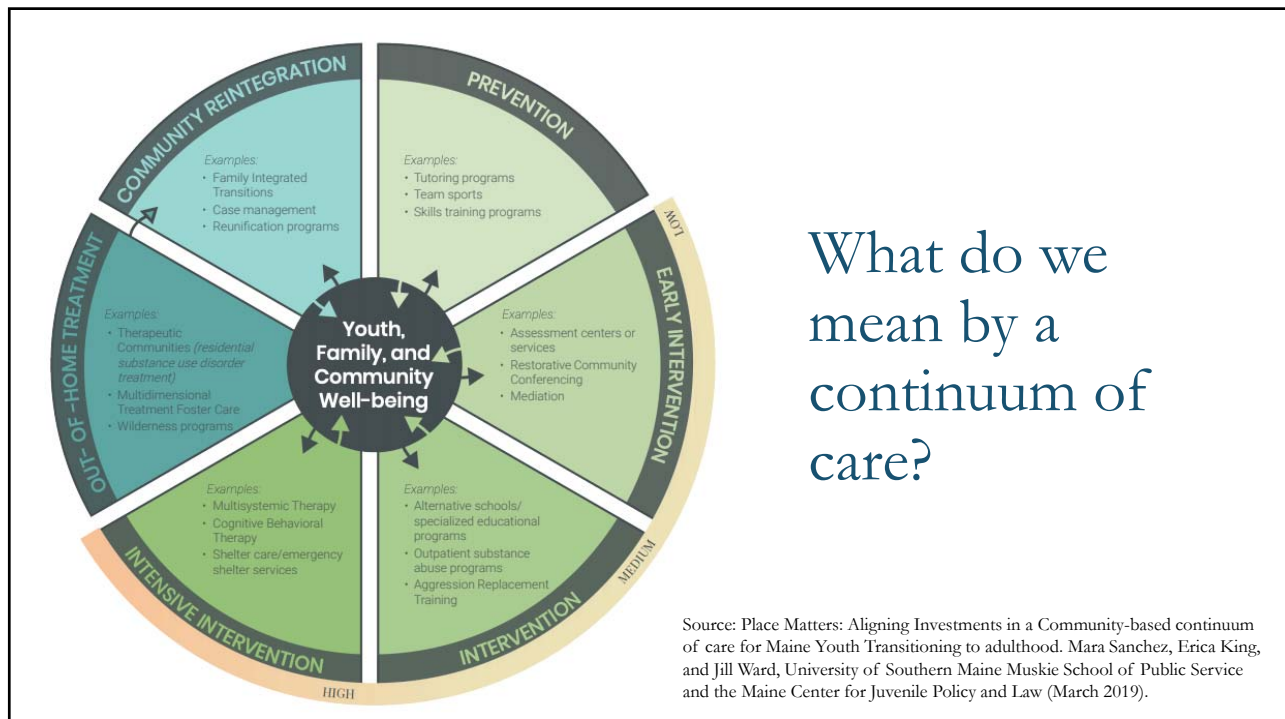 COMMUNITY REINTEGRATION
Examples:
• Family Integrated
Transitions
• Case management
• Reunification programs
PREVENTION
Examples:
• Tutoring programs
• Team sports
• Skills training programs
LOW
EARLY INTERVENTION
Examples:
• Assessment centers or
services
• Restorative Community
Conferencing
• Mediation
MEDIUM
INTERVENTION
Examples:
• Alternative schools/
specialized educational
programs
• Outpatient substance
abuse programs
• Aggression Replacement
Training
HIGH
INTENSIVE INTERVENTION
Examples:
• Multisystemic Therapy
• Cognitive Behavioral
Therapy
• Shelter care/emergency
shelter services
OUT- OF -HOME TREATMENT
Examples:
• Therapeutic
Communities (residential
substance use disorder
treatment)
• Multidimensional
Treatment Foster Care
• Wilderness programs
Youth,
Family, and
Community
Well-being
What do we
mean by a
continuum of
care?
Source: Place Matters: Aligning Investments in a Community-based continuum
of care for Maine Youth Transitioning to adulthood. Mara Sanchez, Erica King,
and Jill Ward, University of Southern Maine Muskie School of Public Service
and the Maine Center for Juvenile Policy and Law (March 2019).